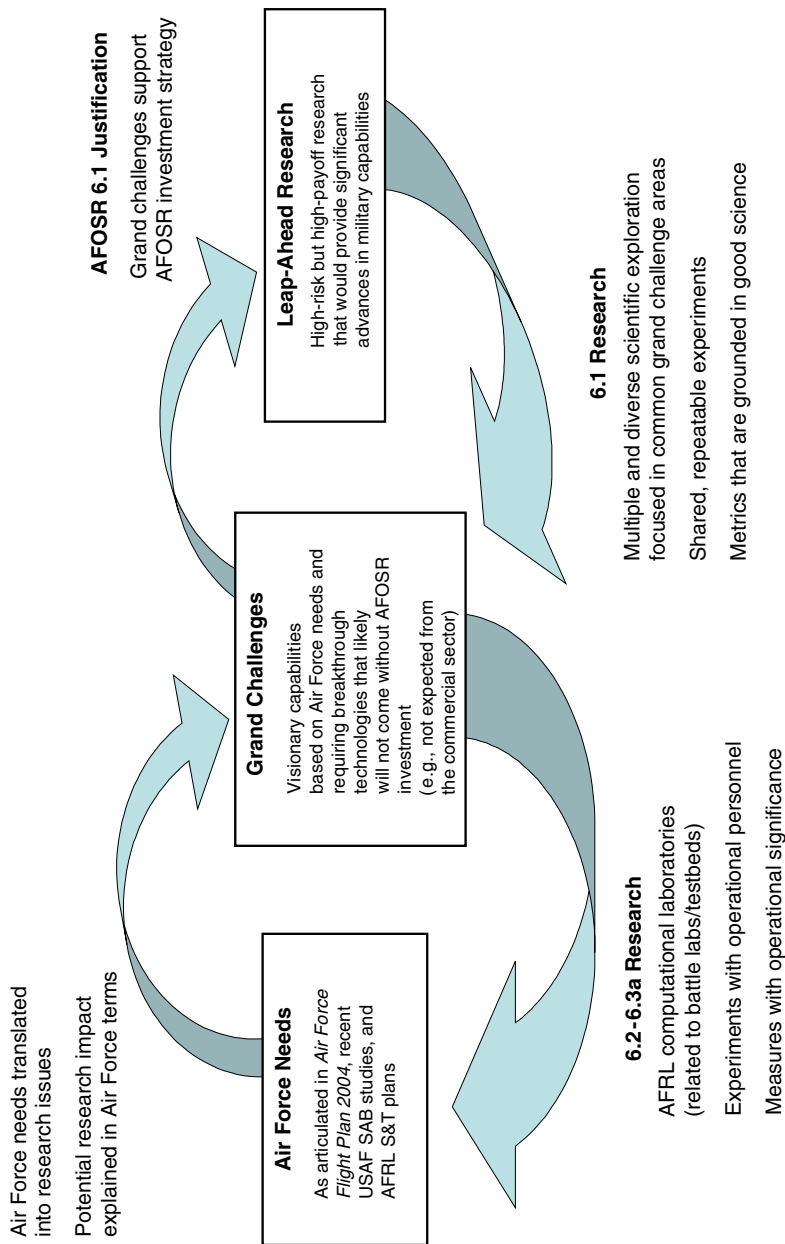 Air Force needs translated
into research issues
Potential research impact
explained in Air Force terms
AFOSR 6.1 Justification
Grand challenges support
AFOSR investment strategy
Air Force Needs
As articulated in Air Force
Flight Plan 2004, recent
USAF SAB studies, and
AFRL S&T plans
Grand Challenges
Visionary capabilities
based on Air Force needs and
requiring breakthrough
technologies that likely
will not come without AFOSR
investment
(e.g., not expected from
the commercial sector)
Leap-Ahead Research
High-risk but high-payoff research
that would provide significant
advances in military capabilities
6.2-6.3a Research
AFRL computational laboratories
(related to battle labs/testbeds)
Experiments with operational personnel
Measures with operational significance
6.1 Research
Multiple and diverse scientific exploration
focused in common grand challenge areas
Shared, repeatable experiments
Metrics that are grounded in good science